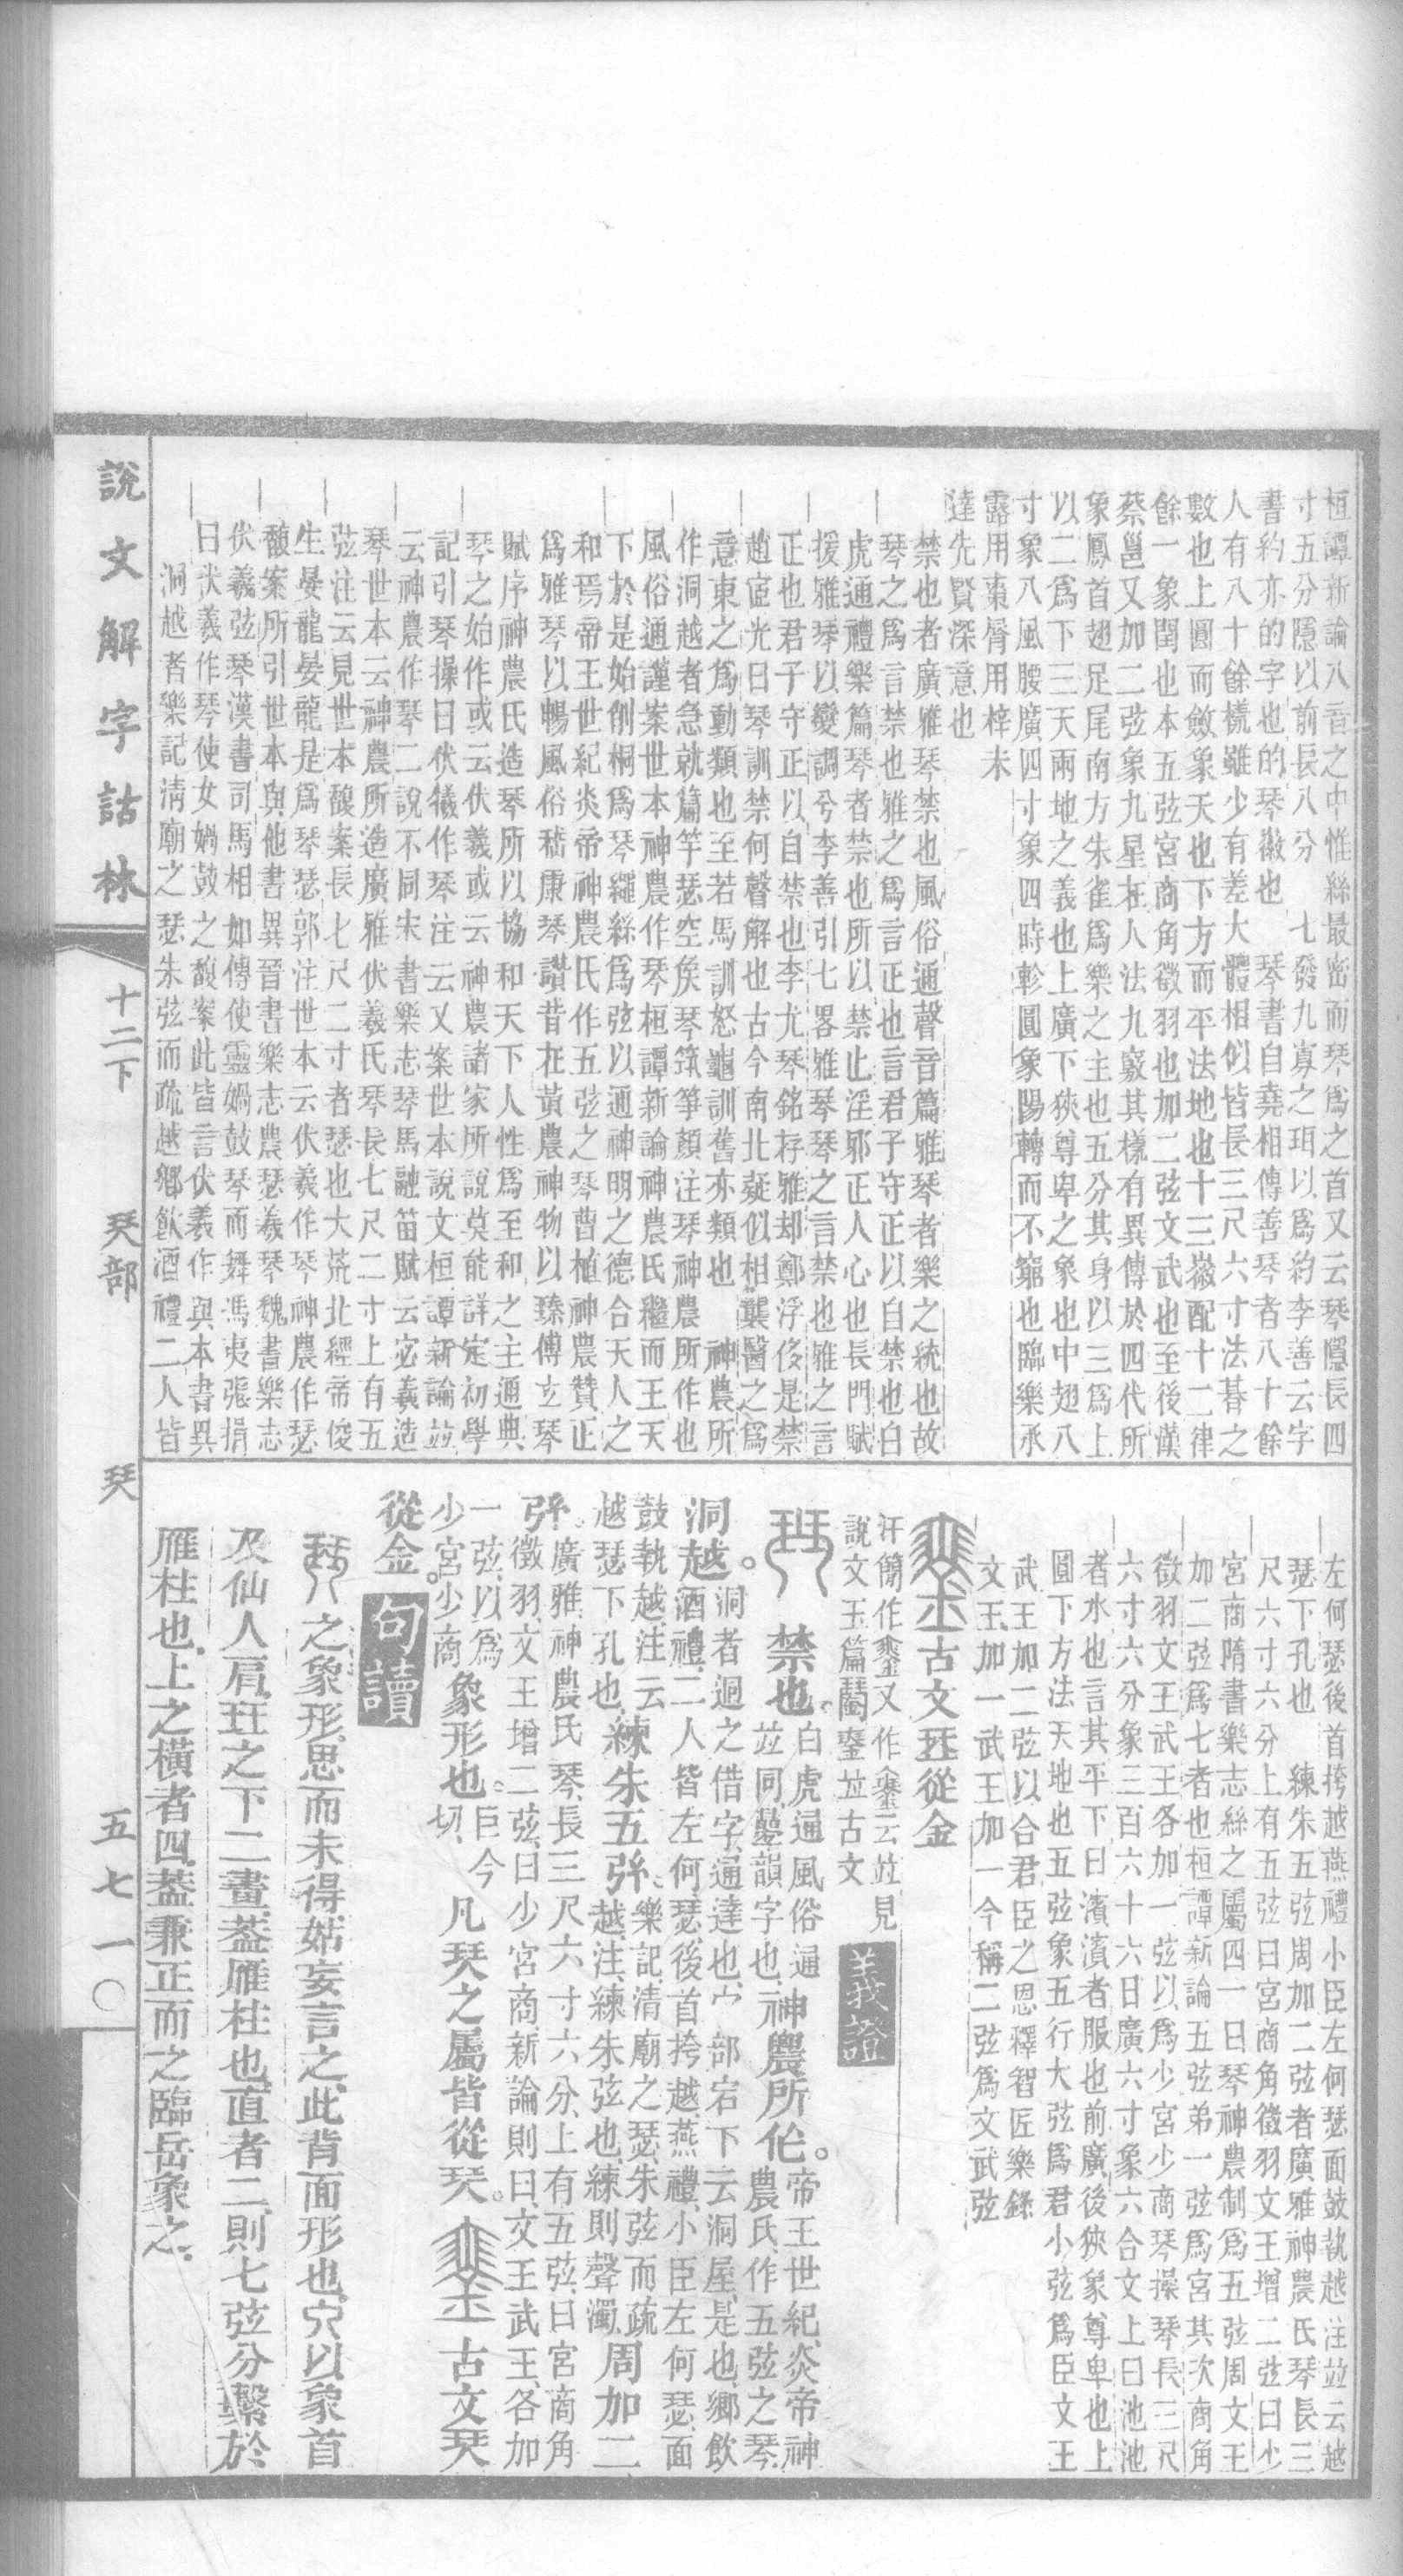 桓譚新論八音之中惟絲最密而琴爲之首又云琴隱長四
寸五分隱以前長八分　七發九寡之珥以爲約李善云字
書約亦的字也的琴徽也　琴書自堯相傳善琴者八十餘
人有八十餘樣雖少有差大體相似皆長三尺六寸法朞之
數也上圓而斂象天也下方而平法地也十三徽配十二律
餘一象閏也本五弦宮商角徵羽也加二弦文武也至後漢
蔡邕又加二弦象九星在人法九竅其樣有異傳於四代所
象鳳首翅足尾南方朱雀爲樂之主也五分其身以三爲上
以二爲下三天兩地之義也上廣下狹尊卑之象也中翅八
寸象八風腰廣四寸象四時軫圓象陽轉而不窮也臨樂承
露用棗脣用梓未
達先賢深意也
禁也者廣雅琴禁也風俗通聲音篇雅琴者樂之統也故
琴之爲言禁也雅之爲言正也言君子守正以自禁也白
虎通禮樂篇琴者禁也所以禁止淫邪正人心也長門賦
援雅琴以變調兮李善引七畧雅琴琴之言禁也雅之言
正也君子守正以自禁也李尤琴銘存雅却鄭浮侈是禁
趙宧光曰琴訓禁何聲解也古今南北疑似相襲醫之爲
意東之爲動類也至若馬訓怒龜訓舊亦類也　神農所
作洞越者急就篇竽瑟空侯琴筑箏顏注琴神農所作也
風俗通謹案世本神農作琴桓譚新論神農氏繼而王天
下於是始削桐爲琴繩絲爲弦以通神明之德合天人之
和焉帝王世紀炎帝神農氏作五弦之琴曹植神農贊正
爲雅琴以暢風俗嵇康琴讚昔在黃農神物以臻傅玄琴
賦序神農氏造琴所以協和天下人性爲至和之主通典
琴之始作或云伏羲或云神農諸家所說莫能詳定初學
記引琴操曰伏犧作琴注云又案世本說文桓譚新論竝
云神農作琴二說不同宋書樂志琴馬融笛賦云宓羲造
琴世本云神農所造廣雅伏羲氏琴長七尺二寸上有五
弦注云見世本馥案長七尺二寸者瑟也大荒北經帝俊
生晏龍晏龍是爲琴瑟郭注世本云伏羲作琴神農作瑟
馥案所引世本與他書異晉書樂志農瑟羲琴魏書樂志
伏羲弦琴漢書司馬相如傳使靈媧鼓琴而舞馮夷張揖
曰伏羲作琴使女媧鼓之馥案此皆言伏羲作與本書異
洞越者樂記清廟之瑟朱弦而疏越鄉飲酒禮二人皆
左何瑟後首挎越燕禮小臣左何瑟面鼓執越注竝云越
瑟下孔也　練朱五弦周加二弦者廣雅神農氏琴長三
尺六寸六分上有五弦曰宮商角徵羽文王增二弦曰少
宮商隋書樂志絲之屬四一曰琴神農制爲五弦周文王
加二弦爲七者也桓譚新論五弦弟一弦爲宮其次商角
徵羽文王武王各加一弦以爲少宮少商琴操琴長三尺
六寸六分象三百六十六日廣六寸象六合文上曰池池
者水也言其平下曰濱濱者服也前廣後狹象尊卑也上
圓下方法天地也五弦象五行大弦爲君小弦爲臣文王
武王加二弦以合君臣之恩釋智匠樂錄
文王加一武王加一今稱二弦爲文武弦
古文珡從金
汗簡作又作云竝見
說文玉篇竝古文
義證
禁也。白虎通風俗通
竝同疊韻字也神農所作。帝王世紀炎帝神
農氏作五弦之琴
洞越。洞者迵之借字通達也宀部宕下云洞屋是也鄉飲
酒禮二人皆左何瑟後首挎越燕禮小臣左何瑟面
鼓執越注云
越瑟下孔也練朱五弦樂記清廟之瑟朱弦而疏
越注練朱弦也練則聲濁周加二
弦。廣雅神農氏琴長三尺六寸六分上有五弦曰宮商角
徵羽文王增二弦曰少宮商新論則曰文王武王各加
一弦以爲
少宮少商象形也。巨今
切凡珡之屬皆從珡。古文珡
從金。句讀
之象形思而未得姑妄言之此背面形也穴以象首
及仙人肩玨之下二畫蓋雁柱也直者二則七弦分繫於
雁柱也上之橫者四蓋兼正面之臨岳象之
說文解字詁林　十二下　珡部　珡　五七一〇